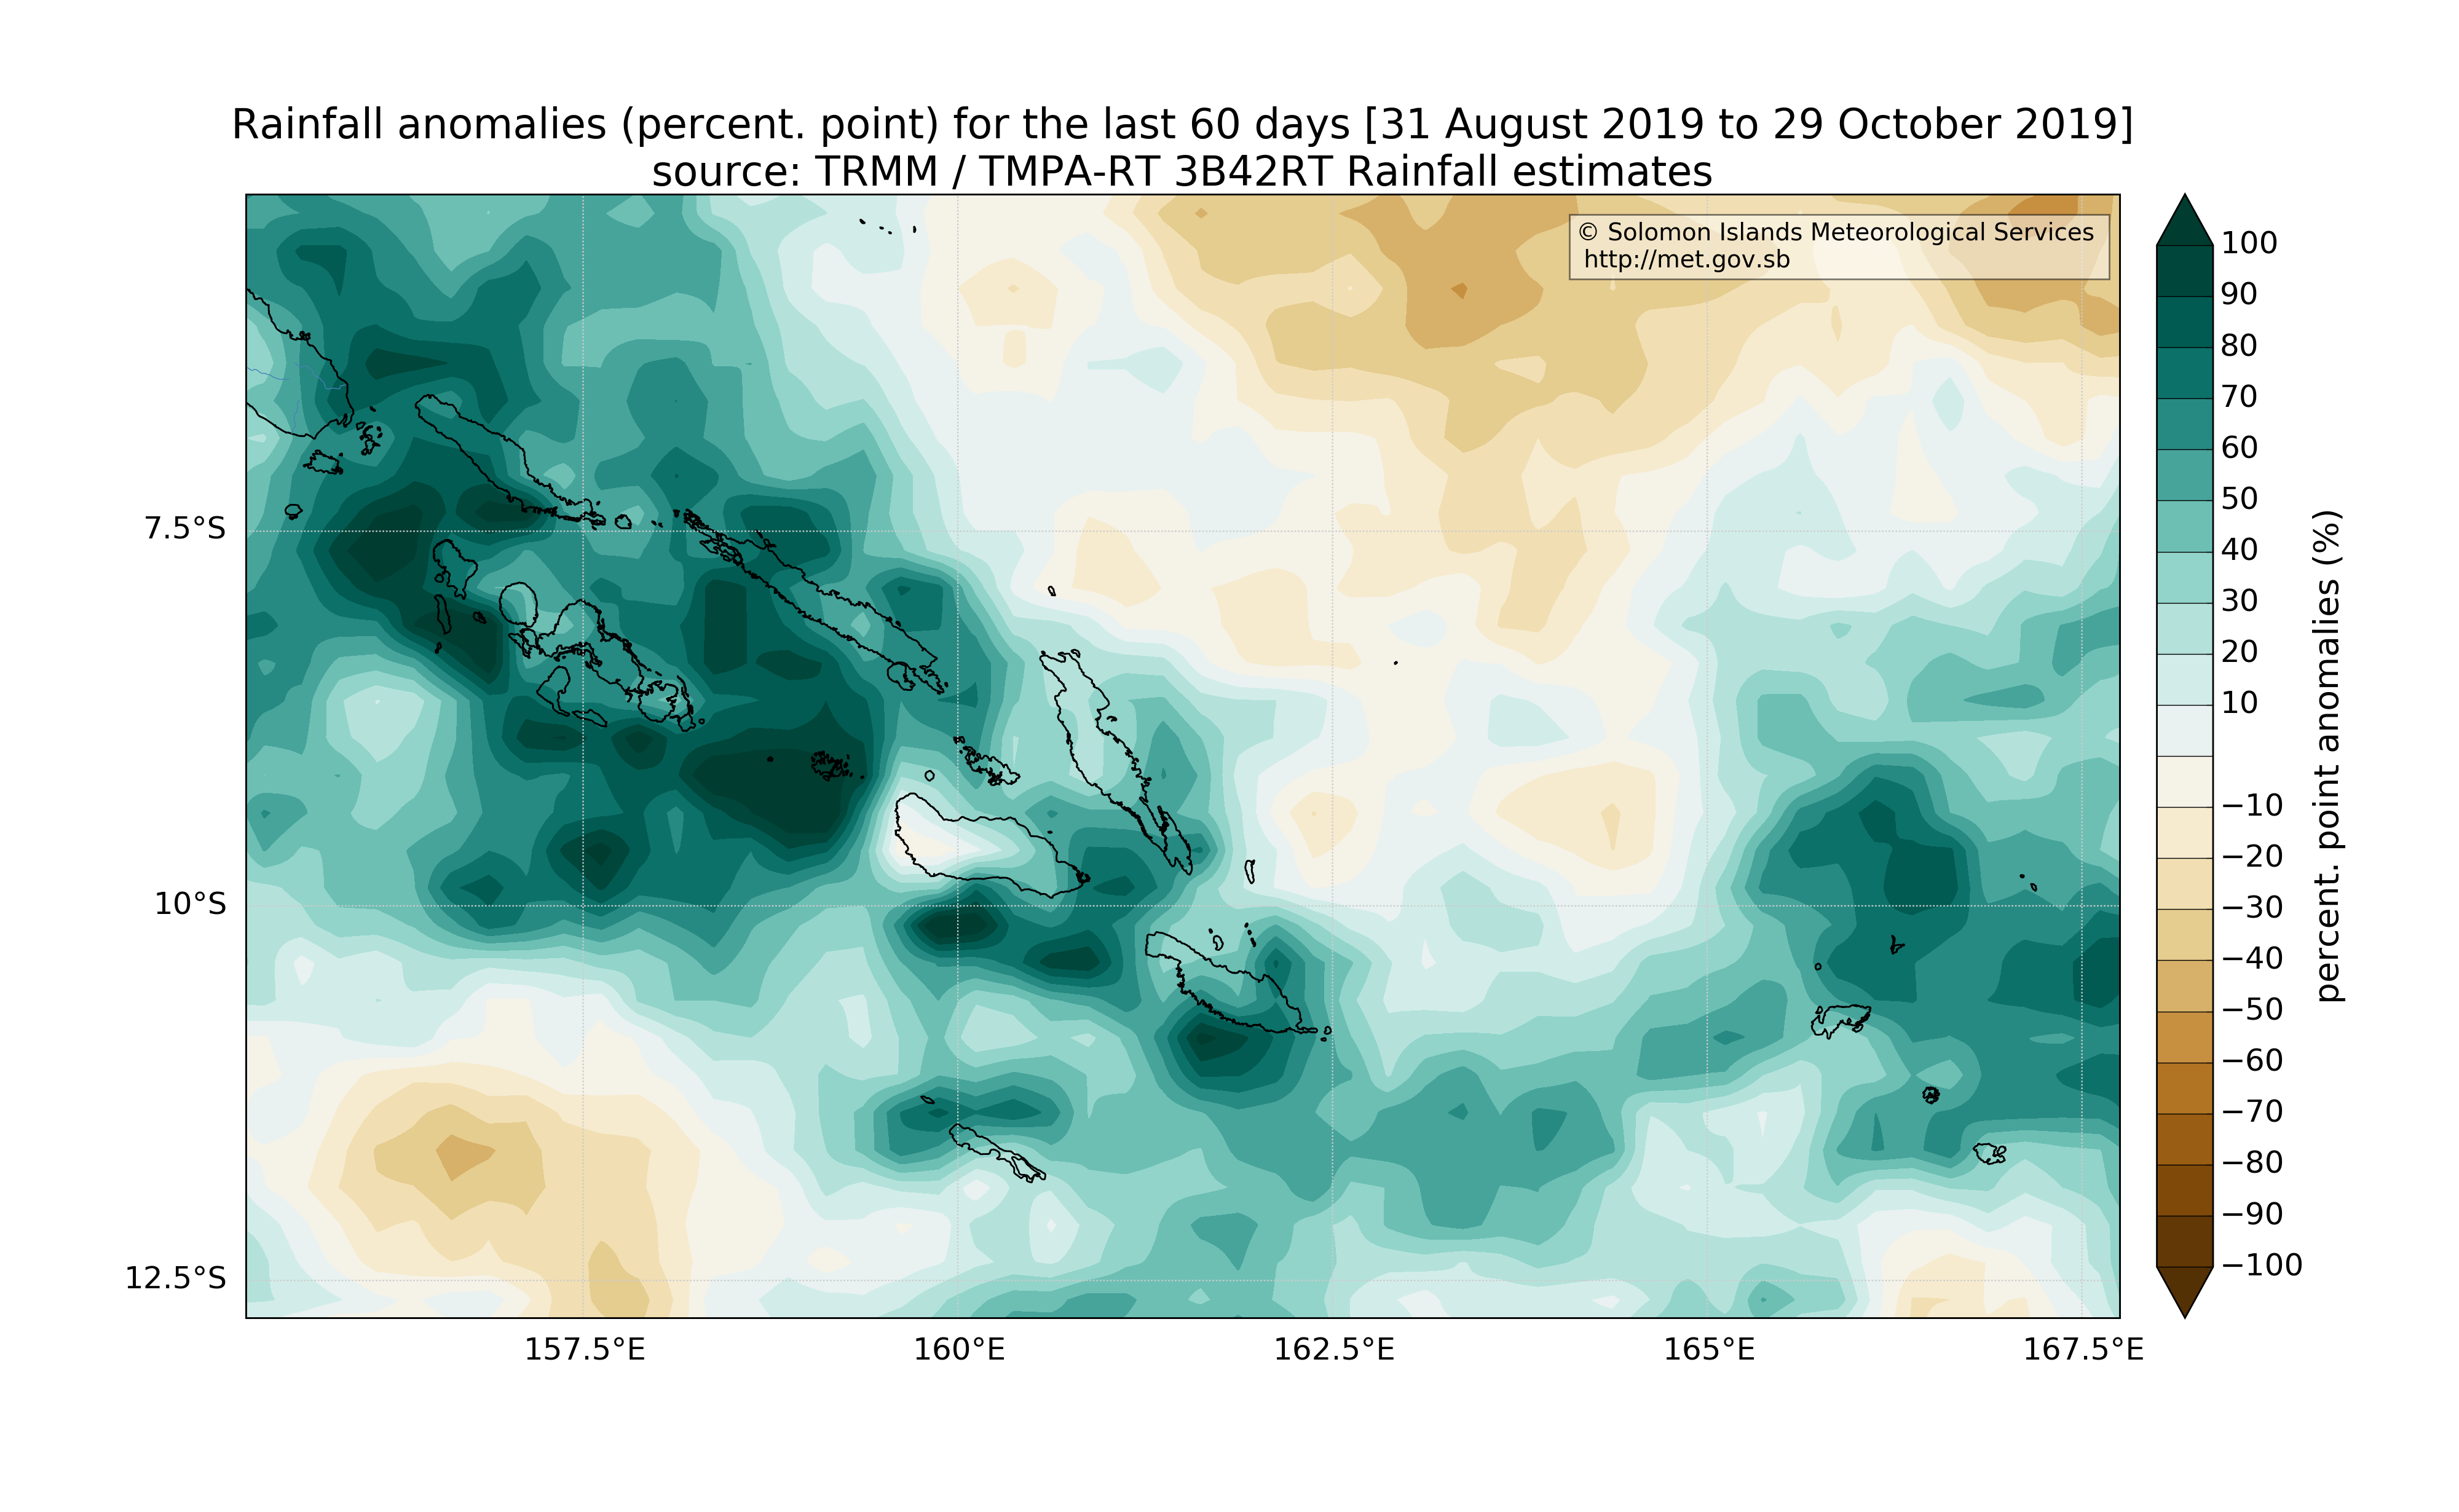 Rainfall anomalies (percent. point) for the last 60 days [31 August 2019 to 29 October 2019]
source: TRMM / TMPA-RT 3B42RT Rainfall estimates
© Solomon Islands Meteorological Services
http://met.gov.sb
7.5°S
10°S
12.5°S
157.5°E
160°E
162.5°E
165°E
167.5°E
100
90
80
70
60
50
40
30
20
10
−10
−20
−30
−40
−50
−60
−70
−80
−90
−100
percent. point anomalies (%)